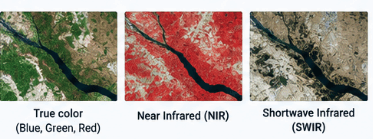 True color
(Blue, Green, Red)
Near Infrared (NIR)
Shortwave Infrared
(SWIR)